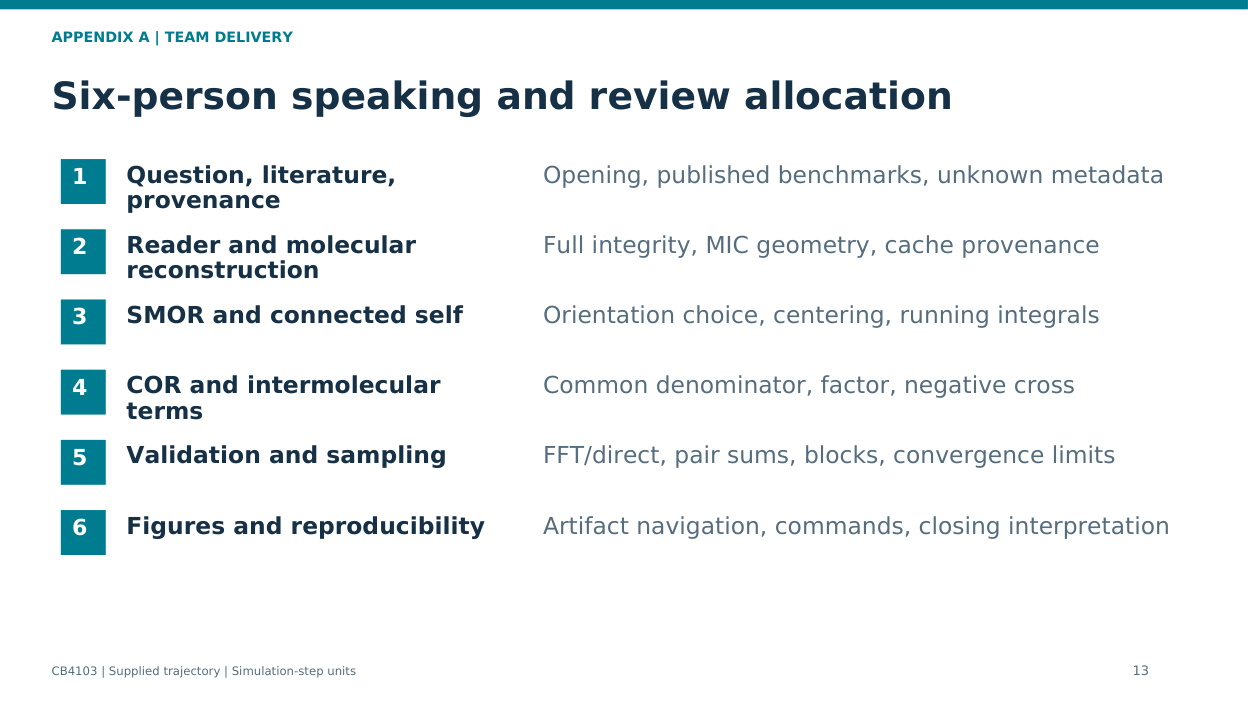 APPENDIX A | TEAM DELIVERY
Six-person speaking and review allocation
1
Question, literature,
provenance
Opening, published benchmarks, unknown metadata
2
Reader and molecular
reconstruction
Full integrity, MIC geometry, cache provenance
3
SMOR and connected self
Orientation choice, centering, running integrals
4
COR and intermolecular
terms
Common denominator, factor, negative cross
5
Validation and sampling
FFT/direct, pair sums, blocks, convergence limits
6
Figures and reproducibility
Artifact navigation, commands, closing interpretation
CB4103 | Supplied trajectory | Simulation-step units
13